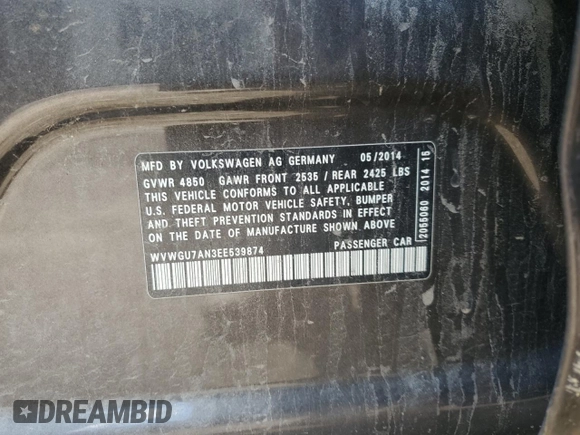 MFD BY VOLKSWAGEN AG GERMANY 05/2014
GVWR 4850 GAWR FRONT 2535 / REAR 2425 LBS
THIS VEHICLE CONFORMS TO ALL APPLICABLE
U.S. FEDERAL MOTOR VEHICLE SAFETY, BUMPER
AND THEFT PREVENTION STANDARDS IN EFFECT
ON THE DATE OF MANUFACTURE SHOWN ABOVE
WVWGU7AN3EE539874 PASSENGER CAR
2055060 2014 15
DREAMBID